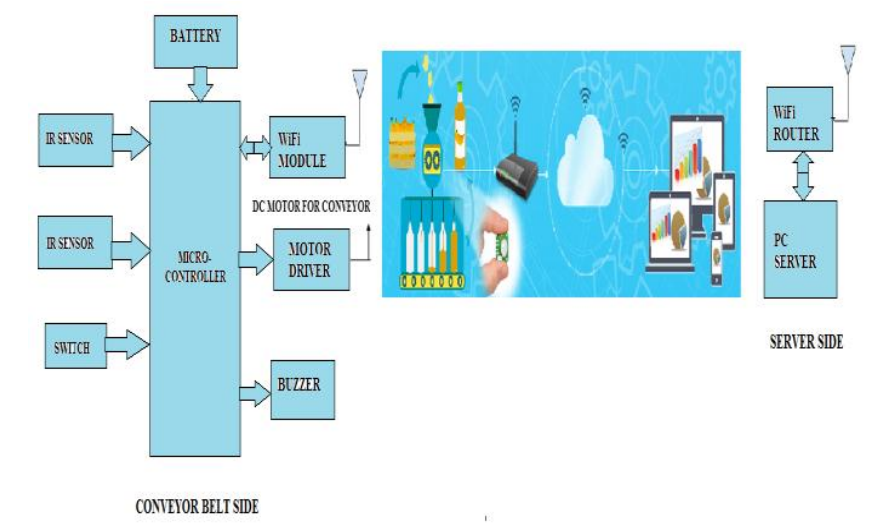 BATTERY
IR SENSOR
WiFi
MODULE
DC MOTOR FOR CONVEYOR
IR SENSOR
MICRO-
CONTROLLER
MOTOR
DRIVER
SWITCH
BUZZER
CONVEYOR BELT SIDE
WiFi
ROUTER
PC
SERVER
SERVER SIDE